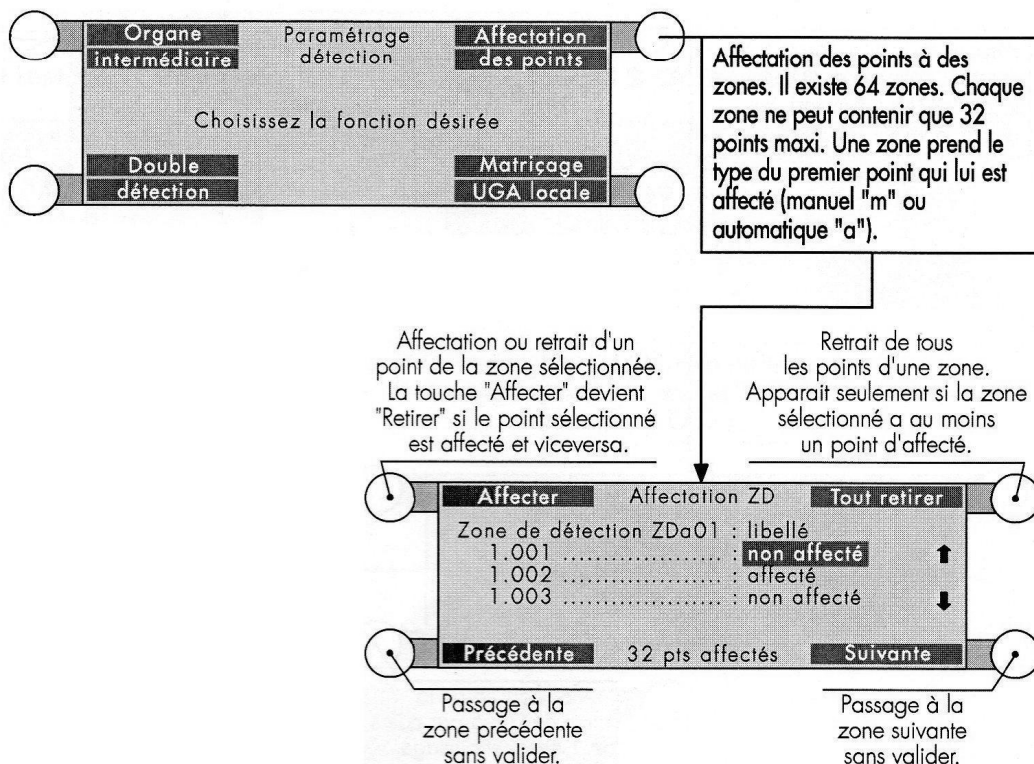 Organe
intermédiaire
Paramétrage
détection
Affectation
des points
Choisissez la fonction désirée
Double
détection
Matriçage
UGA locale
Affectation des points à des
zones. Il existe 64 zones. Chaque
zone ne peut contenir que 32
points maxi. Une zone prend le
type du premier point qui lui est
affecté (manuel "m" ou
automatique "a").
Affectation ou retrait d'un
point de la zone sélectionnée.
La touche "Affecter" devient
"Retirer" si le point sélectionné
est affecté et viceversa.
Retrait de tous
les points d'une zone.
Apparait seulement si la zone
sélectionné a au moins
un point d'affecté.
Affecter
Affectation ZD
Tout retirer
Zone de détection ZDa01 : libellé
1.001 .................... : non affecté
1.002 .................... : affecté
1.003 .................... : non affecté
Précédente
32 pts affectés
Suivante
Passage à la
zone précédente
sans valider.
Passage à la
zone suivante
sans valider.